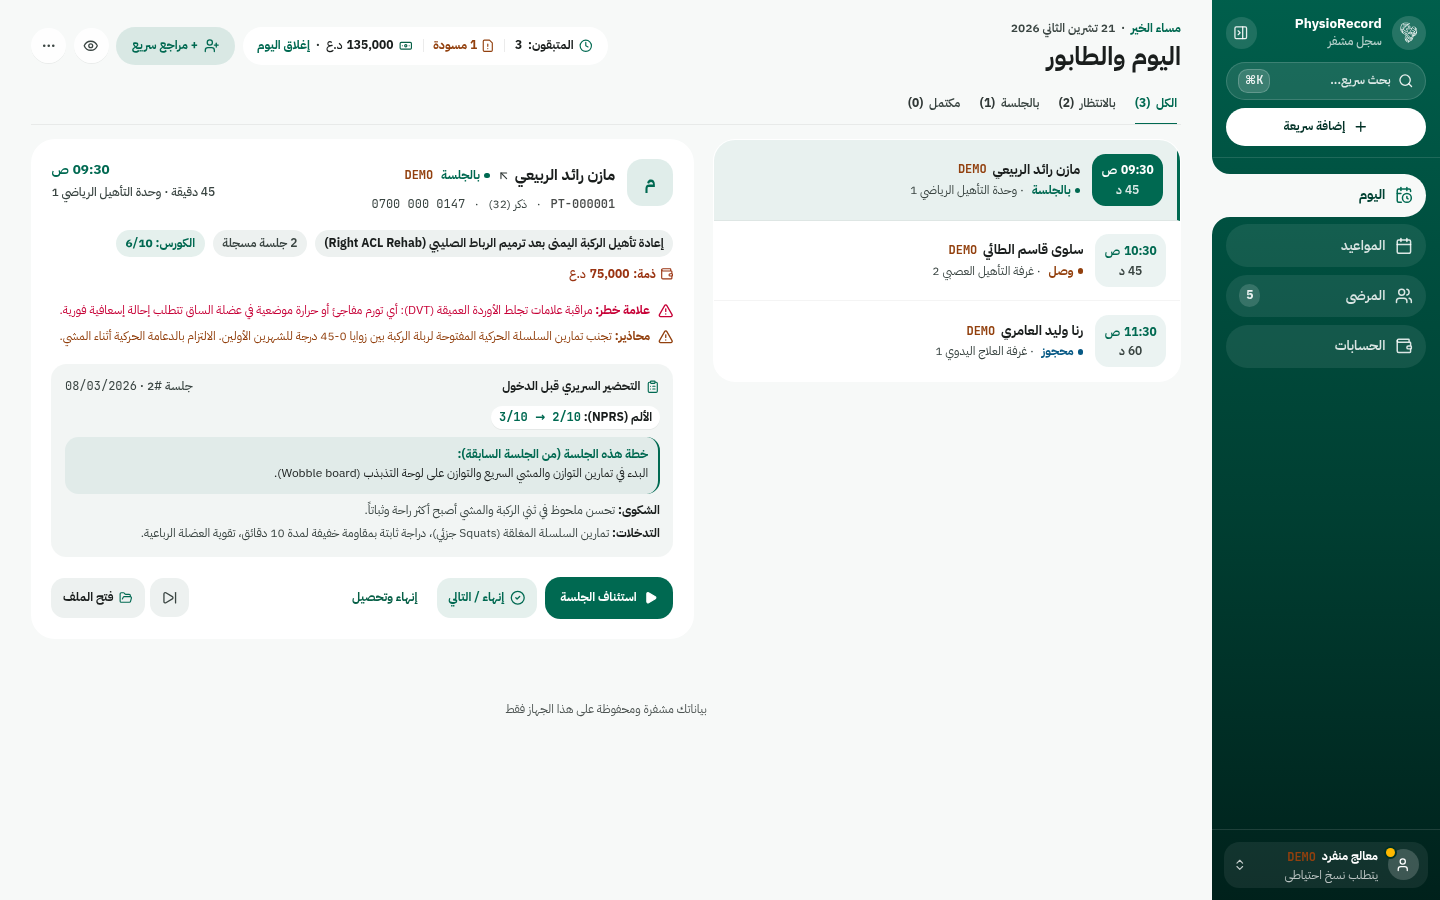 PhysioRecord
سجل مشفر
بحث سريع...
⌘K
إضافة سريعة
اليوم
المواعيد
المرضى
5
الحسابات
معالج منفرد DEMO
يتطلب نسخ احتياطي
مساء الخير · 21 تشرين الثاني 2026
اليوم والطابور
المتبقون: 3
1 مسودة
135,000 د.ع · إغلاق اليوم
+ مراجع سريع
الكل (3)
بالانتظار (2)
بالجلسة (1)
مكتمل (0)
09:30 ص
45 د
مازن رائد الربيعي DEMO
بالجلسة · وحدة التأهيل الرياضي 1
10:30 ص
45 د
سلوى قاسم الطائي DEMO
وصل · غرفة التأهيل العصبي 2
11:30 ص
60 د
رنا وليد العامري DEMO
محجوز · غرفة العلاج اليدوي 1
م
مازن رائد الربيعي
بالجلسة DEMO
PT-000001 · ذكر (32) · 0700 000 0147
09:30 ص
45 دقيقة · وحدة التأهيل الرياضي 1
إعادة تأهيل الركبة اليمنى بعد ترميم الرباط الصليبي (Right ACL Rehab)
2 جلسة مسجلة
الكورس: 6/10
ذمة: 75,000 د.ع
علامة خطر: مراقبة علامات تجلط الأوردة العميقة (DVT): أي تورم مفاجئ أو حرارة موضعية في عضلة الساق تتطلب إحالة إسعافية فورية.
محاذير: تجنب تمارين السلسلة الحركية المفتوحة لربلة الركبة بين زوايا 0-45 درجة للشهرين الأولين. الالتزام بالدعامة الحركية أثناء المشي.
التحضير السريري قبل الدخول
جلسة #2 · 08/03/2026
الألم (NPRS): 3/10 → 2/10
خطة هذه الجلسة (من الجلسة السابقة):
البدء في تمارين التوازن والمشي السريع والتوازن على لوحة التذبذب (Wobble board).
الشكوى: تحسن ملحوظ في ثني الركبة والمشي أصبح أكثر راحة وثباتاً.
التدخلات: تمارين السلسلة المغلقة (Squats جزئي)، دراجة ثابتة بمقاومة خفيفة لمدة 10 دقائق، تقوية العضلة الرباعية.
استئناف الجلسة
إنهاء / التالي
إنهاء وتحصيل
فتح الملف
بياناتك مشفرة ومحفوظة على هذا الجهاز فقط